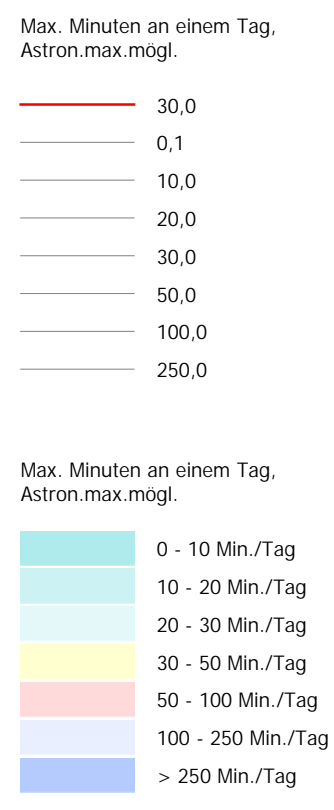 Max. Minuten an einem Tag,
Astron.max.mögl.
30,0
0,1
10,0
20,0
30,0
50,0
100,0
250,0
Max. Minuten an einem Tag,
Astron.max.mögl.
0 - 10 Min./Tag
10 - 20 Min./Tag
20 - 30 Min./Tag
30 - 50 Min./Tag
50 - 100 Min./Tag
100 - 250 Min./Tag
> 250 Min./Tag